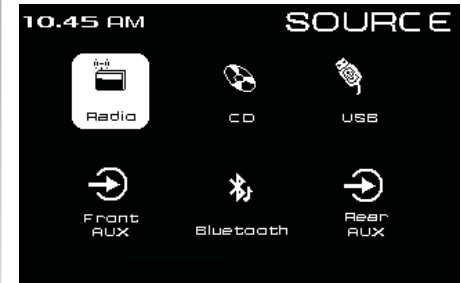 10.45 AM
SOURCE
Radio
CD
USB
Front
AUX
Bluetooth
Rear
AUX